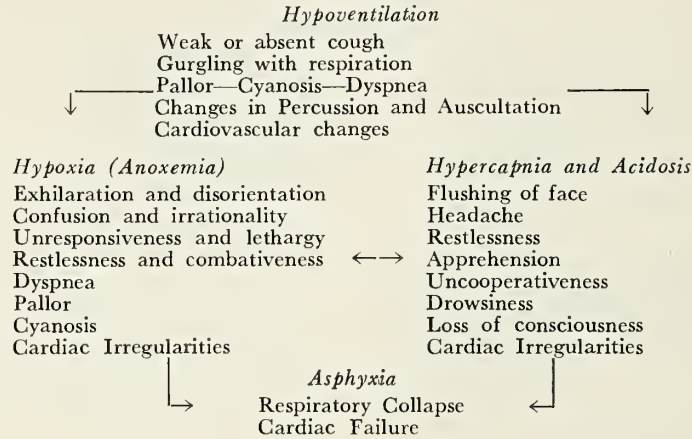 Hypoventilation
Weak or absent cough
Gurgling with respiration
Pallor—Cyanosis—Dyspnea
Changes in Percussion and Auscultation
Cardiovascular changes
Hypoxia (Anoxemia)
Exhilaration and disorientation
Confusion and irrationality
Unresponsiveness and lethargy
Restlessness and combativeness
Dyspnea
Pallor
Cyanosis
Cardiac Irregularities
Hypercapnia and Acidosis
Flushing of face
Headache
Restlessness
Apprehension
Uncooperativeness
Drowsiness
Loss of consciousness
Cardiac Irregularities
Asphyxia
Respiratory Collapse
Cardiac Failure